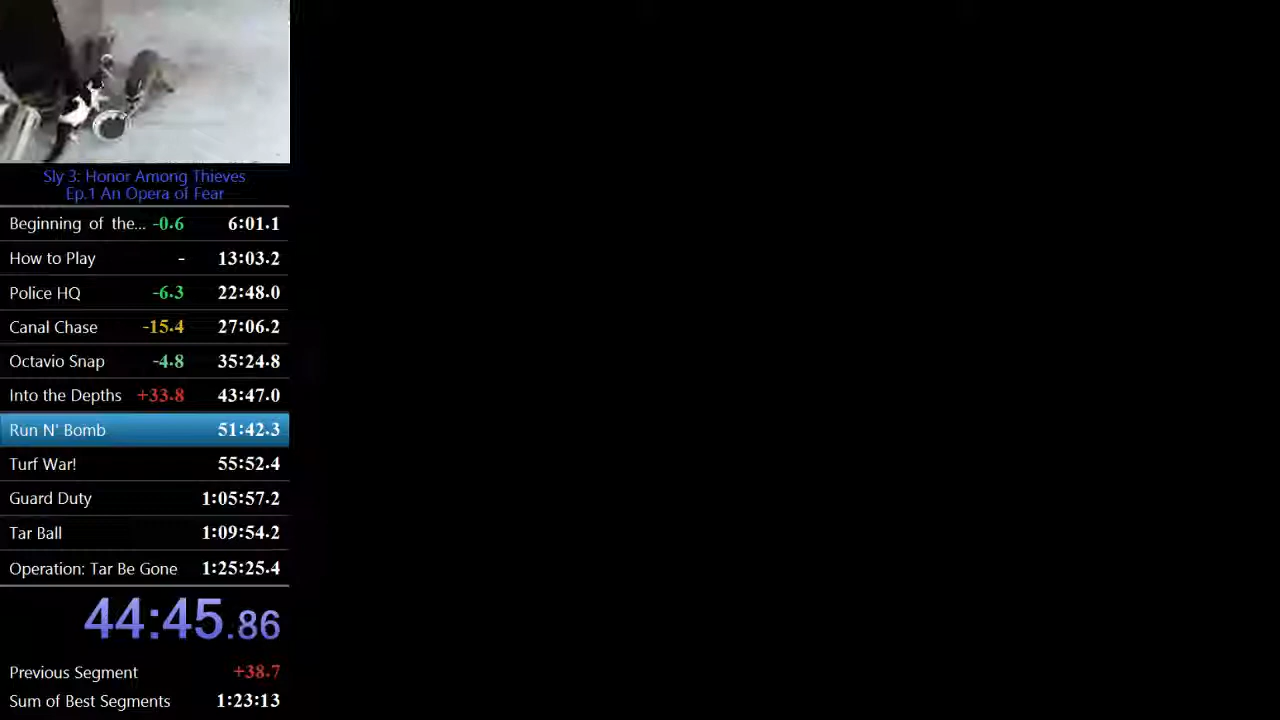 Sly 3: Honor Among Thieves
Ep.1 An Opera of Fear
Beginning of the... -0.6 6:01.1
How to Play - 13:03.2
Police HQ -6.3 22:48.0
Canal Chase -15.4 27:06.2
Octavio Snap -4.8 35:24.8
Into the Depths +33.8 43:47.0
Run N' Bomb 51:42.3
Turf War! 55:52.4
Guard Duty 1:05:57.2
Tar Ball 1:09:54.2
Operation: Tar Be Gone 1:25:25.4
44:45.86
Previous Segment +38.7
Sum of Best Segments 1:23:13